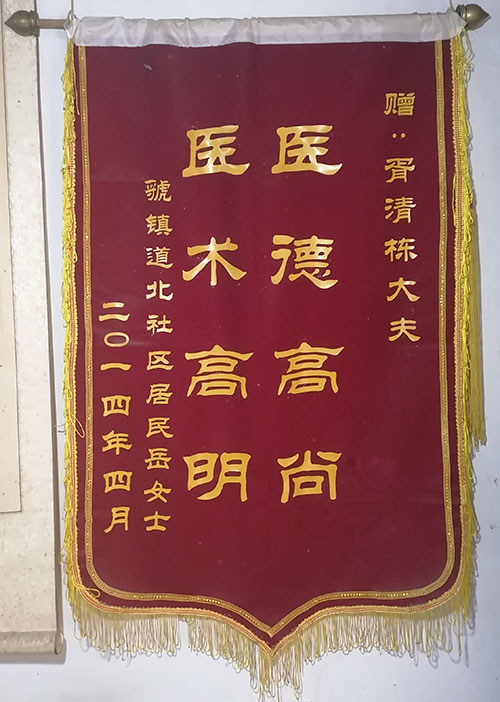 赠:胥清栋大夫
医德高尚
医术高明
虢镇道北社区居民岳女士
二〇一四年四月